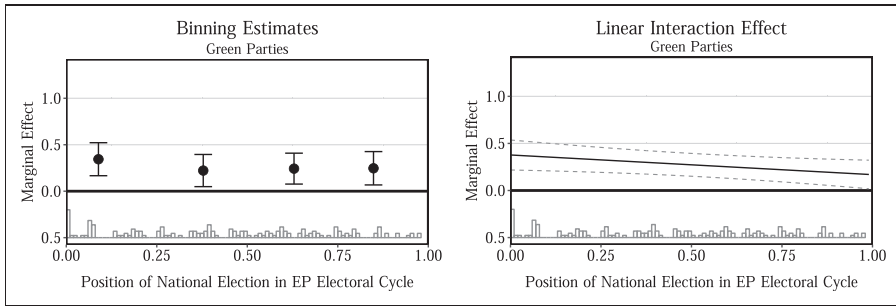 Binning Estimates
Green Parties
Marginal Effect
1.0
0.5
0.0
0.5
0.00 0.25 0.50 0.75 1.00
Position of National Election in EP Electoral Cycle
Linear Interaction Effect
Green Parties
Marginal Effect
1.0
0.5
0.0
0.5
0.00 0.25 0.50 0.75 1.00
Position of National Election in EP Electoral Cycle